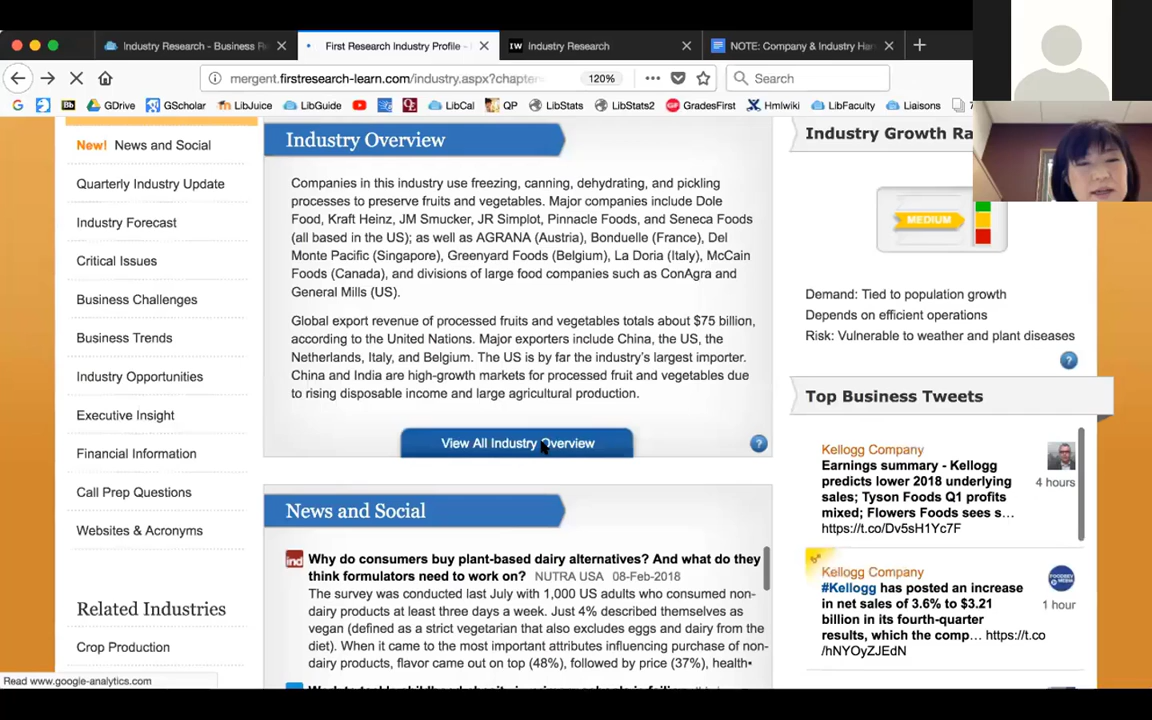 Industry Research - Business R
First Research Industry Profile -
Industry Research
NOTE: Company & Industry Ha
mergent.firstresearch-learn.com/industry.aspx?chapte
120%
Search
GDrive
GScholar
LibJuice
LibGuide
LibCal
QP
LibStats
LibStats2
GradesFirst
Hmlwiki
LibFaculty
Liaisons
New! News and Social
Quarterly Industry Update
Industry Forecast
Critical Issues
Business Challenges
Business Trends
Industry Opportunities
Executive Insight
Financial Information
Call Prep Questions
Websites & Acronyms
Related Industries
Crop Production
Read www.google-analytics.com
Industry Overview
Companies in this industry use freezing, canning, dehydrating, and pickling
processes to preserve fruits and vegetables. Major companies include Dole
Food, Kraft Heinz, JM Smucker, JR Simplot, Pinnacle Foods, and Seneca Foods
(all based in the US); as well as AGRANA (Austria), Bonduelle (France), Del
Monte Pacific (Singapore), Greenyard Foods (Belgium), La Doria (Italy), McCain
Foods (Canada), and divisions of large food companies such as ConAgra and
General Mills (US).
Global export revenue of processed fruits and vegetables totals about $75 billion,
according to the United Nations. Major exporters include China, the US, the
Netherlands, Italy, and Belgium. The US is by far the industry's largest importer.
China and India are high-growth markets for processed fruit and vegetables due
to rising disposable income and large agricultural production.
View All Industry Overview
?
News and Social
ind
Why do consumers buy plant-based dairy alternatives? And what do they
think formulators need to work on? NUTRA USA 08-Feb-2018
The survey was conducted last July with 1,000 US adults who consumed non-
dairy products at least three days a week. Just 4% described themselves as
vegan (defined as a strict vegetarian that also excludes eggs and dairy from the
diet). When it came to the most important attributes influencing purchase of non-
dairy products, flavor came out on top (48%), followed by price (37%), health•
Industry Growth Ra
MEDIUM
Demand: Tied to population growth
Depends on efficient operations
Risk: Vulnerable to weather and plant diseases
?
Top Business Tweets
Kellogg Company
Earnings summary - Kellogg
predicts lower 2018 underlying
sales; Tyson Foods Q1 profits
mixed; Flowers Foods sees s…
https://t.co/Dv5sH1Yc7F
4 hours
Kellogg Company
#Kellogg has posted an increase
in net sales of 3.6% to $3.21
billion in its fourth-quarter
results, which the comp… https://t.co
/hNYOyZJEdN
1 hour